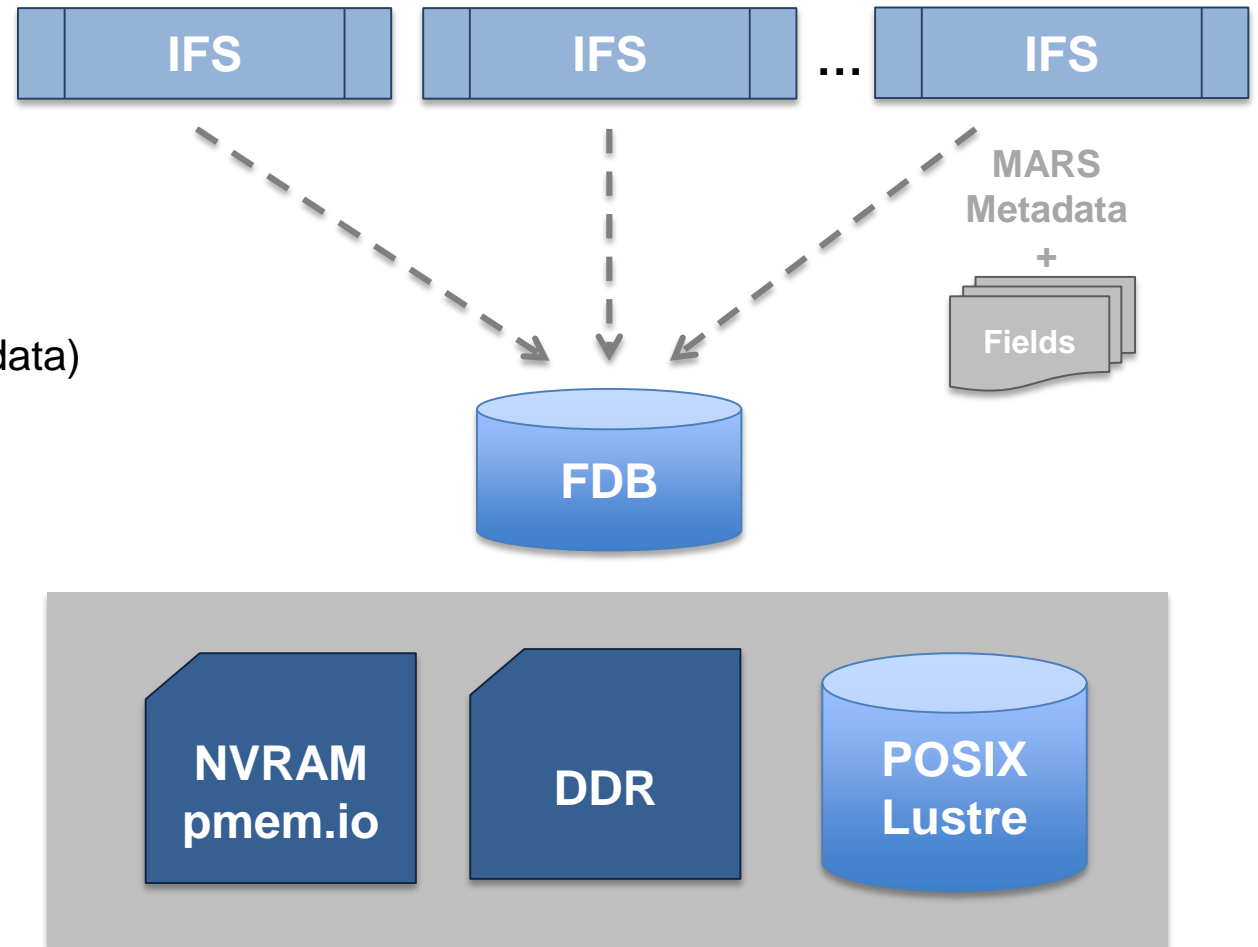 IFS
IFS
…
IFS
MARS
Metadata
+
Fields
data)
FDB
NVRAM
pmem.io
DDR
POSIX
Lustre